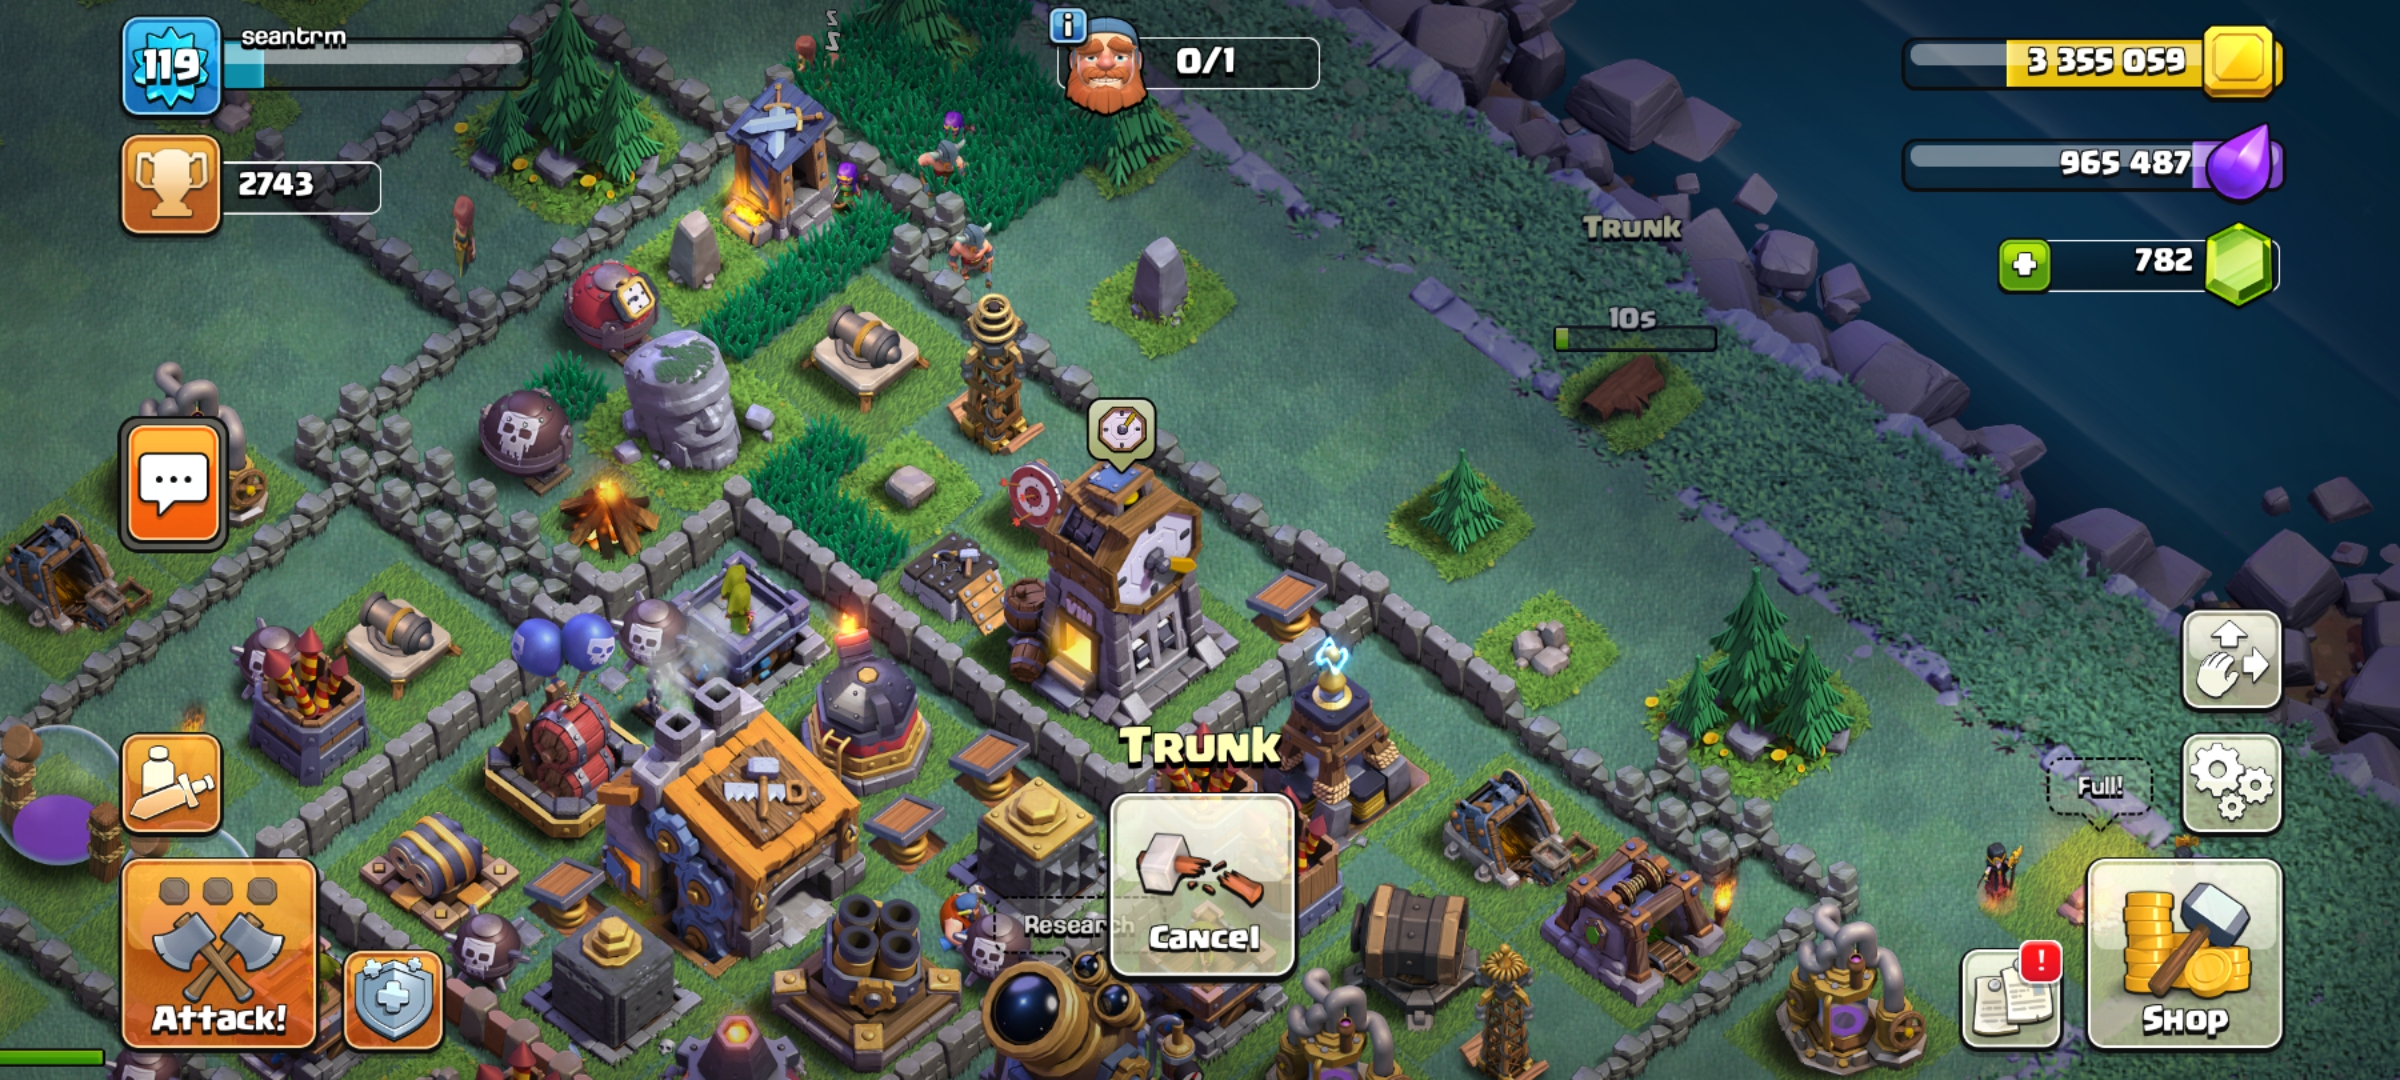 119
seantrm
0/1
3 355 059
2743
965 487
TRUNK
782
10s
VIII
TRUNK
Full!
Research
Cancel
Attack!
!
SHOP